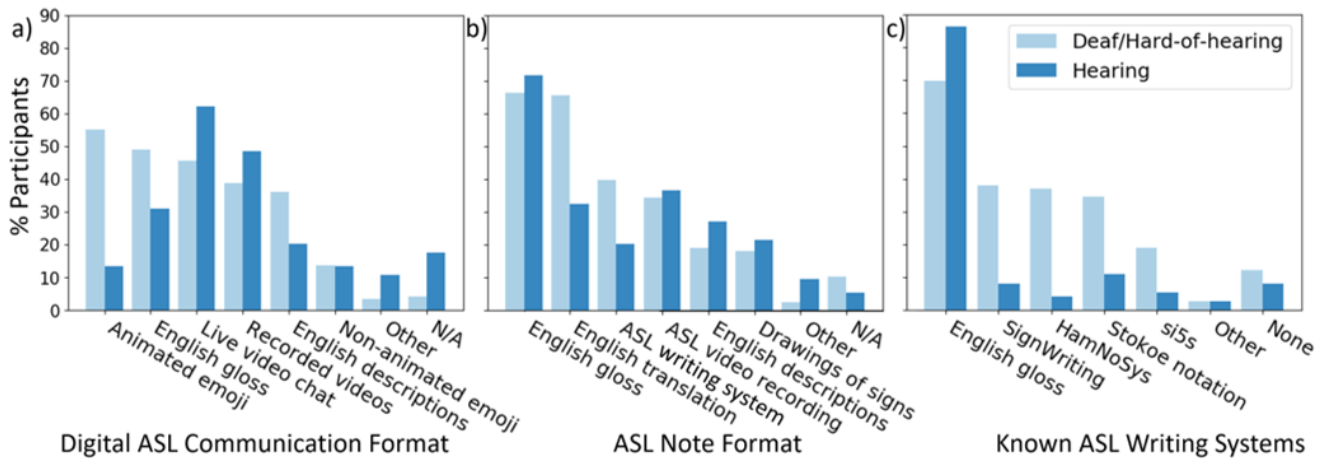 a)
% Participants
90
80
70
60
50
40
30
20
10
0
Animated emoji
English gloss
Live video chat
Recorded videos
English descriptions
Non-animated emoji
Other
N/A
Digital ASL Communication Format
b)
English gloss
English translation
ASL writing system
ASL video recording
English descriptions
Drawings of signs
Other
N/A
ASL Note Format
c)
Deaf/Hard-of-hearing
Hearing
English gloss
SignWriting
HamNoSys
Stokoe notation
si5s
Other
None
Known ASL Writing Systems